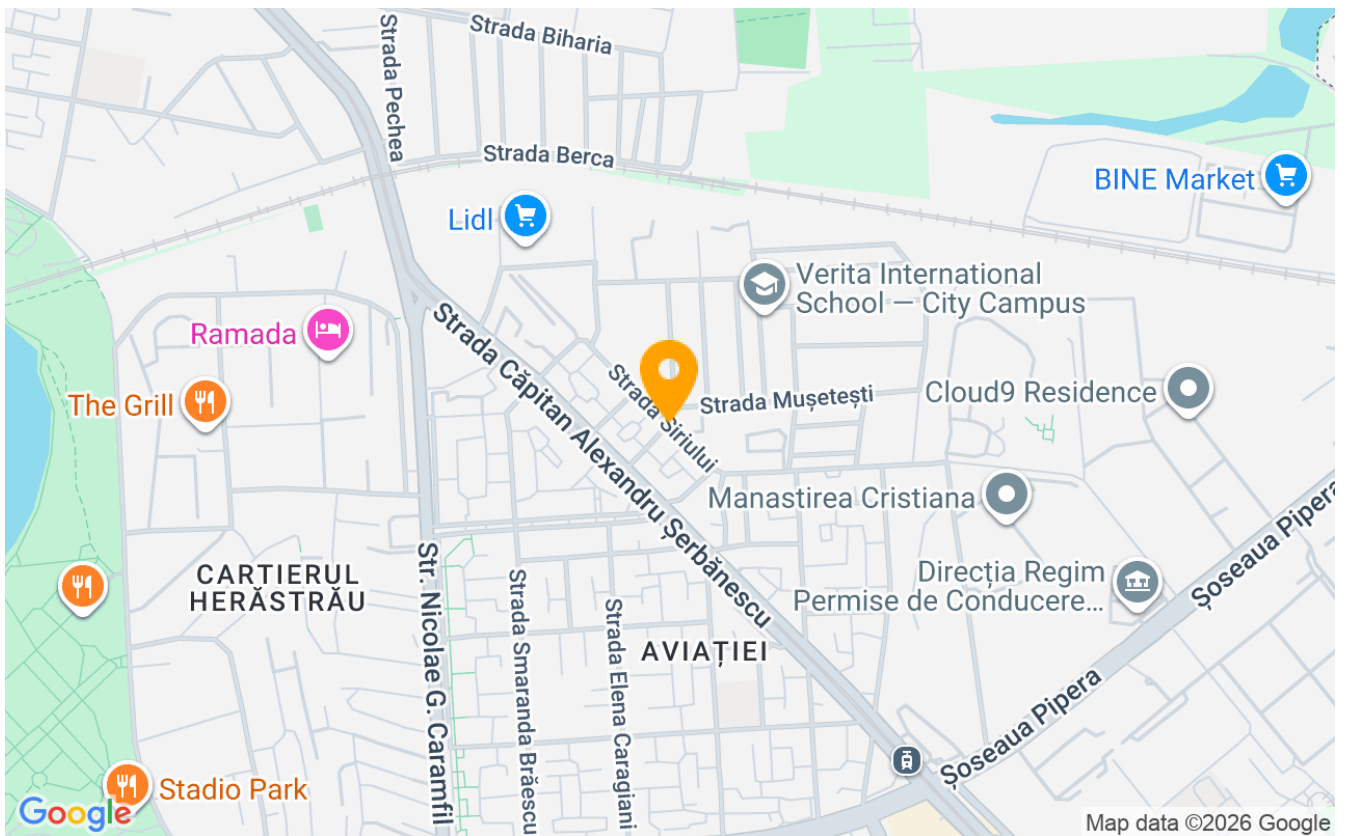 Strada Biharia
Strada Pechea
Strada Berca
BINE Market
Lidl
Verita International
School — City Campus
Ramada
Strada Căpitan Alexandru Șerbănescu
Strada Siriului
Strada Mușetești
Cloud9 Residence
The Grill
Manastirea Cristiana
Șoseaua Pipera
CARTIERUL
HERĂSTRĂU
Str. Nicolae G. Caramfil
Strada Smaranda Brăescu
Strada Elena Caragiani
Direcția Regim
Permise de Conducere...
AVIAȚIEI
Șoseaua Pipera
Stadio Park
Google
Map data ©2026 Google